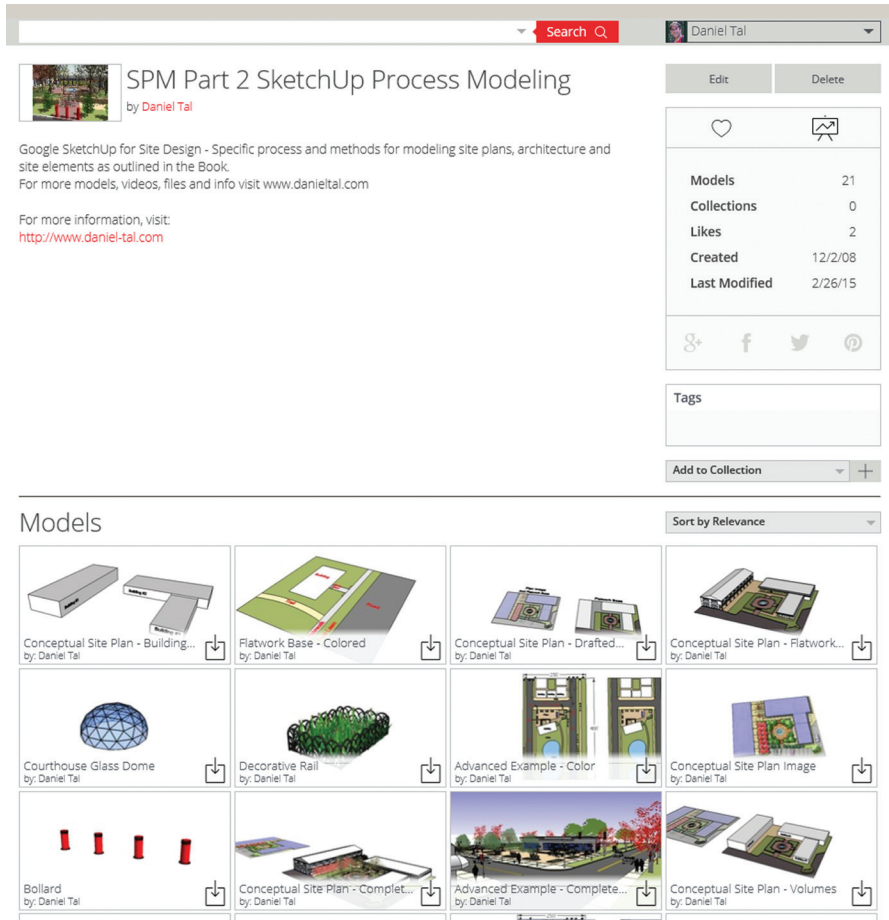 Search
Daniel Tal
SPM Part 2 SketchUp Process Modeling
by Daniel Tal
Google SketchUp for Site Design - Specific process and methods for modeling site plans, architecture and
site elements as outlined in the Book.
For more models, videos, files and info visit www.danieltal.com
For more information, visit:
http://www.daniel-tal.com
Edit
Delete
Models 21
Collections 0
Likes 2
Created 12/2/08
Last Modified 2/26/15
Tags
Add to Collection
Models
Sort by Relevance
Conceptual Site Plan - Building...
by: Daniel Tal
Flatwork Base - Colored
by: Daniel Tal
Conceptual Site Plan - Drafted...
by: Daniel Tal
Conceptual Site Plan - Flatwork...
by: Daniel Tal
Courthouse Glass Dome
by: Daniel Tal
Decorative Rail
by: Daniel Tal
Advanced Example - Color
by: Daniel Tal
Conceptual Site Plan Image
by: Daniel Tal
Bollard
by: Daniel Tal
Conceptual Site Plan - Complet...
by: Daniel Tal
Advanced Example - Complete...
by: Daniel Tal
Conceptual Site Plan - Volumes
by: Daniel Tal